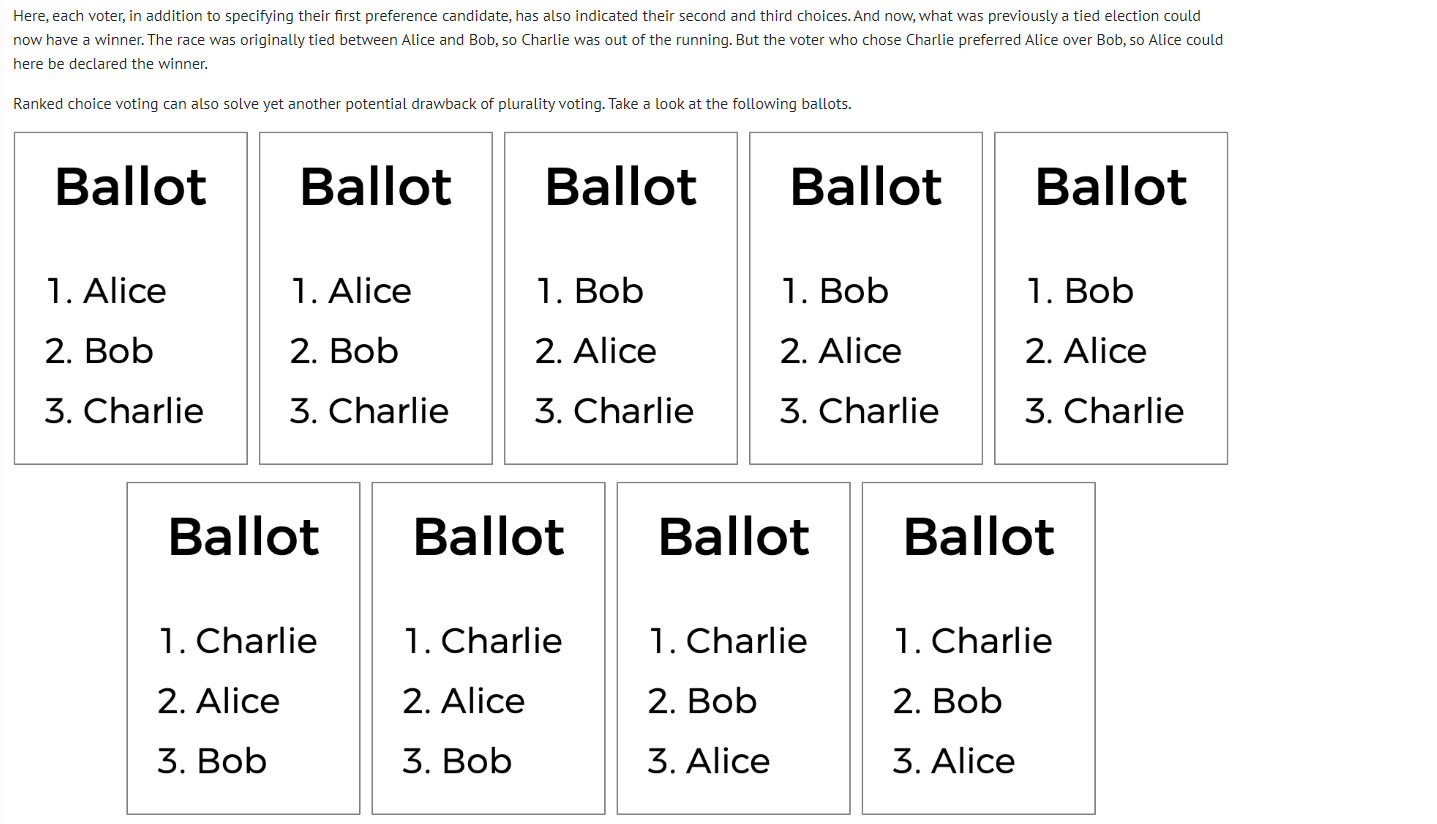 Here, each voter, in addition to specifying their first preference candidate, has also indicated their second and third choices. And now, what was previously a tied election could
now have a winner. The race was originally tied between Alice and Bob, so Charlie was out of the running. But the voter who chose Charlie preferred Alice over Bob, so Alice could
here be declared the winner.
Ranked choice voting can also solve yet another potential drawback of plurality voting. Take a look at the following ballots.
Ballot
1. Alice
2. Bob
3. Charlie
Ballot
1. Alice
2. Bob
3. Charlie
Ballot
1. Bob
2. Alice
3. Charlie
Ballot
1. Bob
2. Alice
3. Charlie
Ballot
1. Bob
2. Alice
3. Charlie
Ballot
1. Charlie
2. Alice
3. Bob
Ballot
1. Charlie
2. Alice
3. Bob
Ballot
1. Charlie
2. Bob
3. Alice
Ballot
1. Charlie
2. Bob
3. Alice